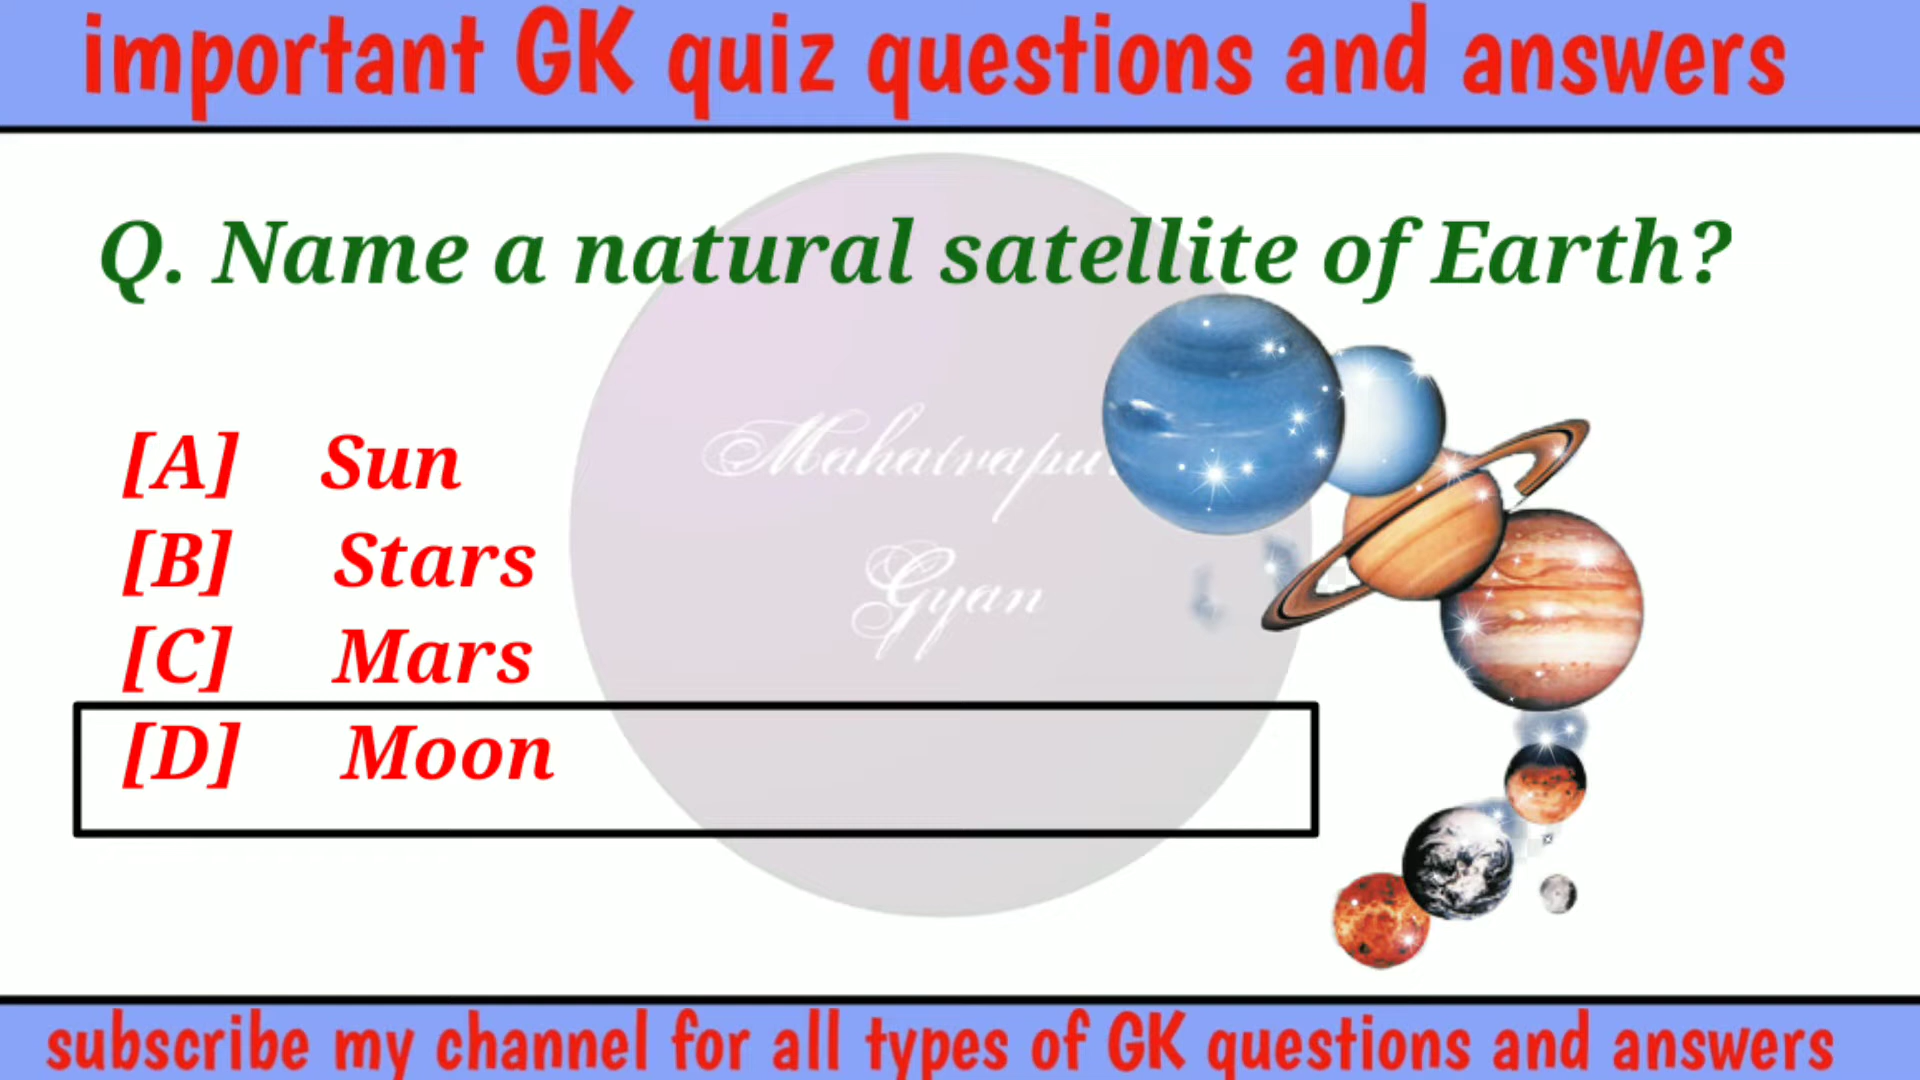 important GK quiz questions and answers
Q. Name a natural satellite of Earth?
[A] Sun
[B] Stars
[C] Mars
[D] Moon
Gyan
subscribe my channel for all types of GK questions and answers